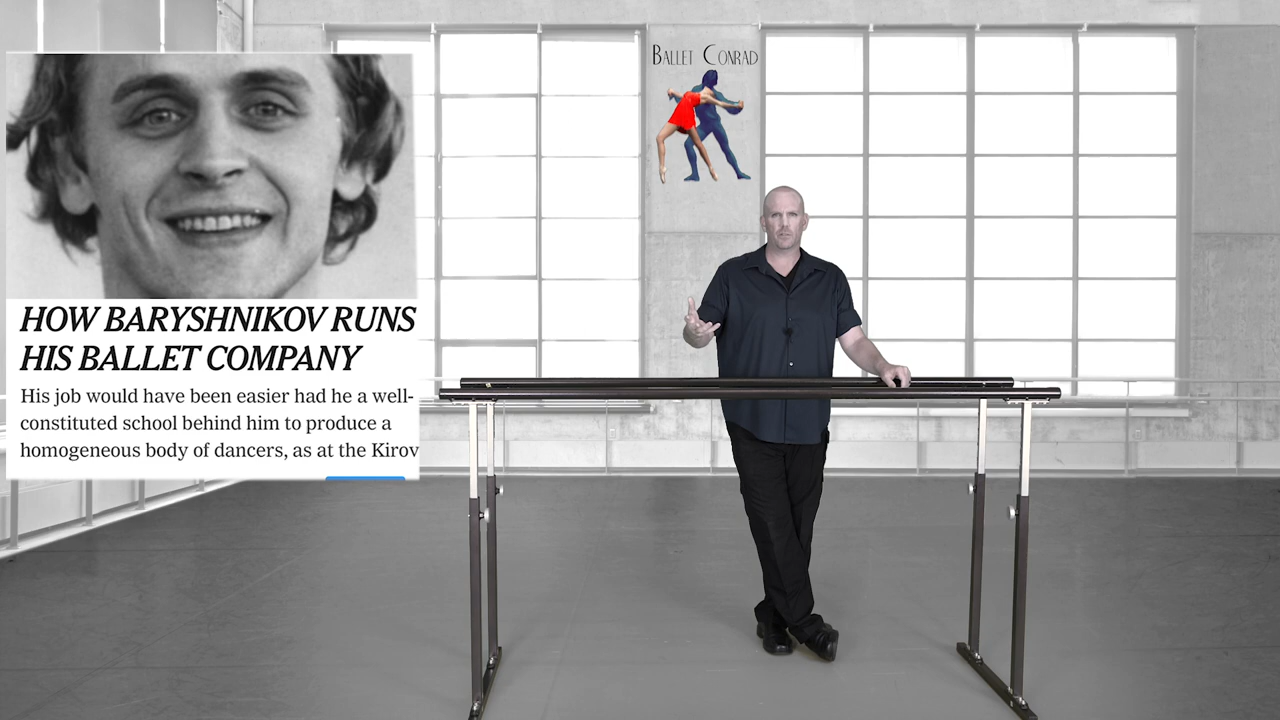 BALLET CONRAD
HOW BARYSHNIKOV RUNS
HIS BALLET COMPANY
His job would have been easier had he a well-
constituted school behind him to produce a
homogeneous body of dancers, as at the Kirov